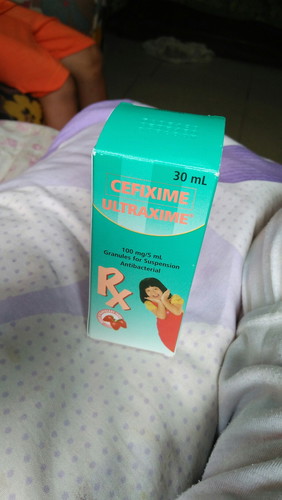 30 mL
CEFIXIME
ULTRAXIME®
100 mg/5 mL
Granules for Suspension
Antibacterial
Rx